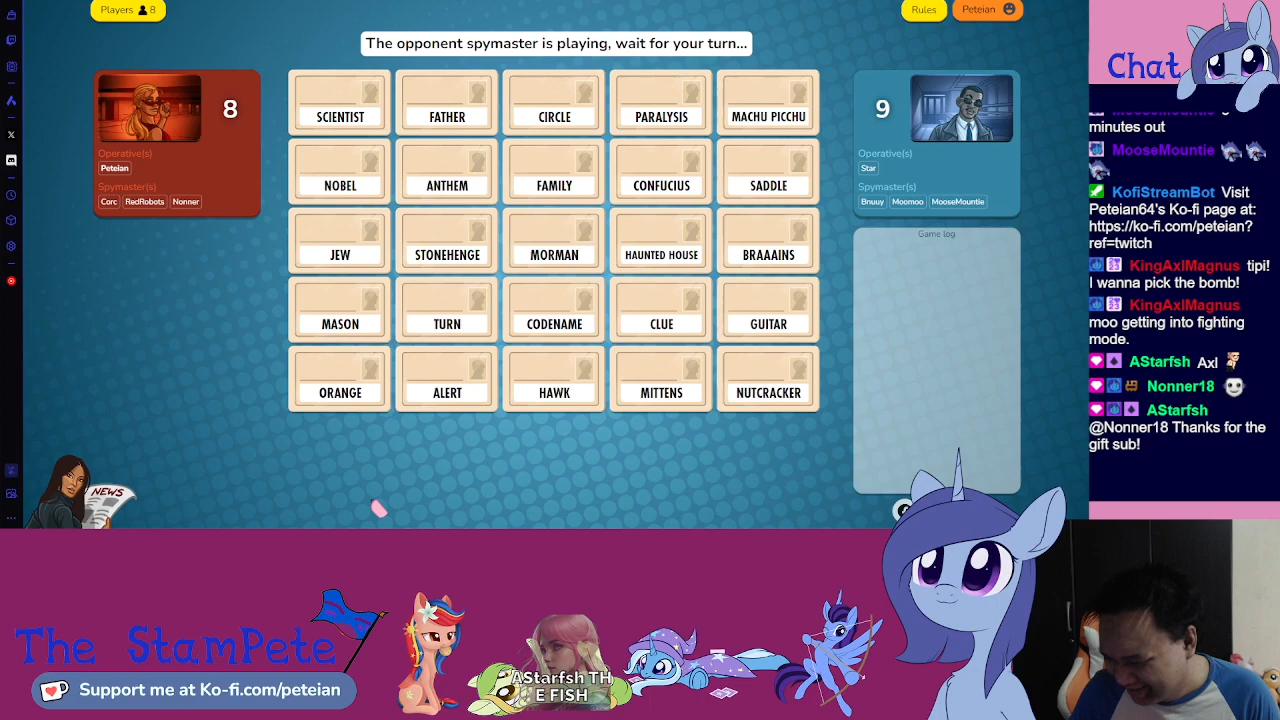 Players 8
Rules
Peteian
The opponent spymaster is playing, wait for your turn...
8
Operative(s)
Peteian
Spymaster(s)
Corc RedRobots Nonner
SCIENTIST FATHER CIRCLE PARALYSIS MACHU PICCHU
NOBEL ANTHEM FAMILY CONFUCIUS SADDLE
JEW STONEHENGE MORMAN HAUNTED HOUSE BRAAAINS
MASON TURN CODENAME CLUE GUITAR
ORANGE ALERT HAWK MITTENS NUTCRACKER
9
Operative(s)
Star
Spymaster(s)
Bnuuy Moomoo MooseMountie
Game log
NEWS
Chat
minutes out
MooseMountie
KofiStreamBot Visit
Peteian64's Ko-fi page at:
https://ko-fi.com/peteian?
ref=twitch
KingAxlMagnus tipi!
I wanna pick the bomb!
KingAxlMagnus
moo getting into fighting
mode.
AStarfsh Axl
Nonner18
AStarfsh
@Nonner18 Thanks for the
gift sub!
The StamPete
Support me at Ko-fi.com/peteian
AStarfsh TH
E FISH